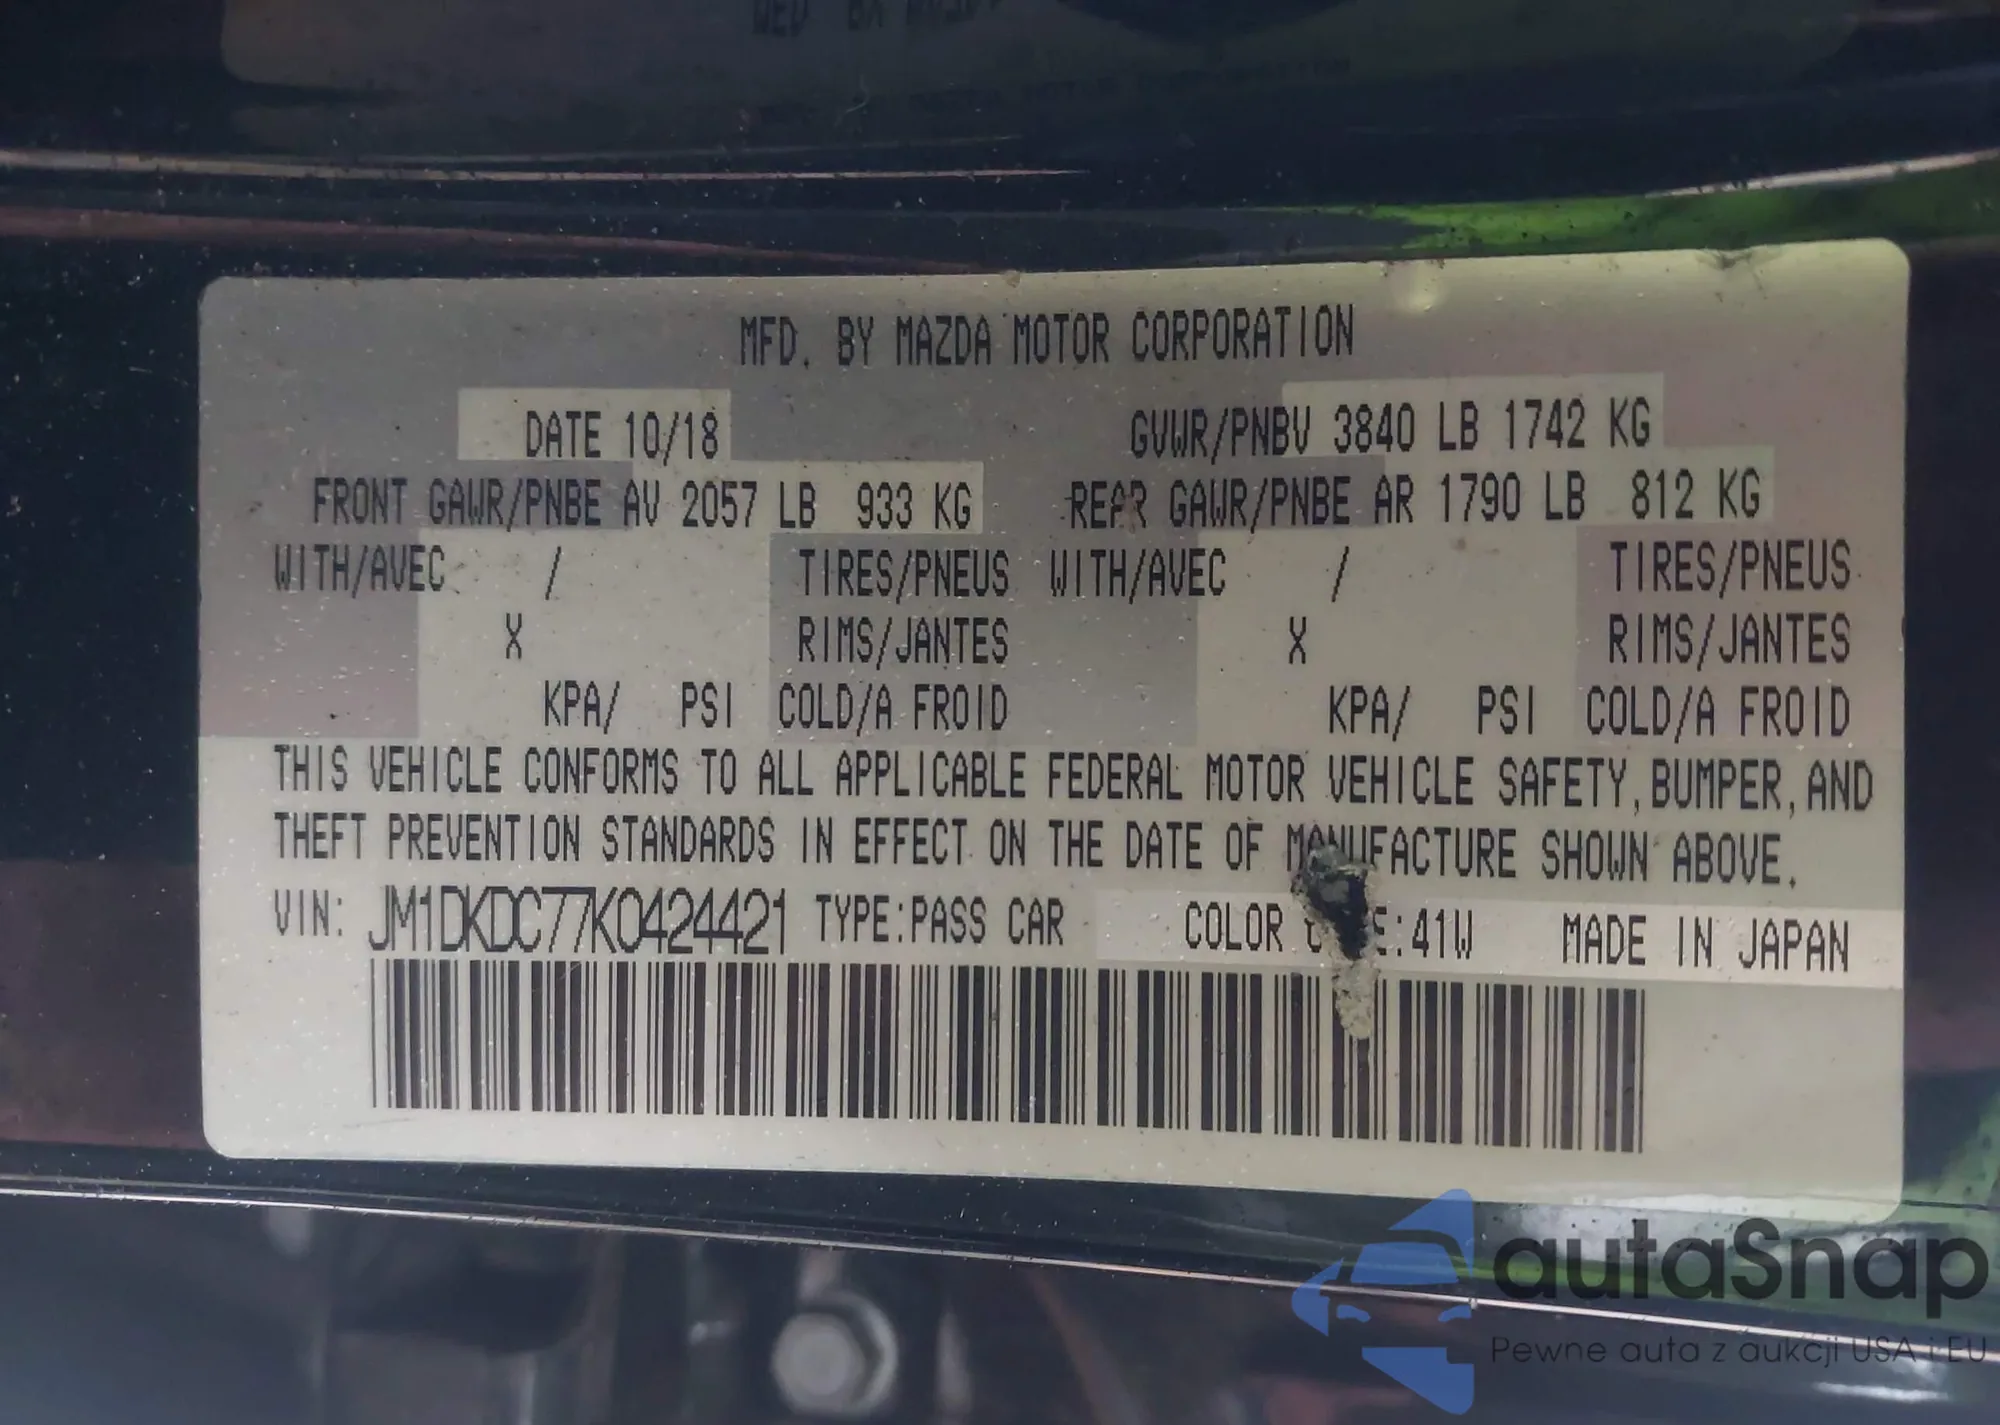 MFD. BY MAZDA MOTOR CORPORATION
DATE 10/18 GVWR/PNBV 3840 LB 1742 KG
FRONT GAWR/PNBE AV 2057 LB 933 KG REAR GAWR/PNBE AR 1790 LB 812 KG
WITH/AVEC / TIRES/PNEUS WITH/AVEC / TIRES/PNEUS
X RIMS/JANTES X RIMS/JANTES
KPA/ PSI COLD/A FROID KPA/ PSI COLD/A FROID
THIS VEHICLE CONFORMS TO ALL APPLICABLE FEDERAL MOTOR VEHICLE SAFETY, BUMPER, AND
THEFT PREVENTION STANDARDS IN EFFECT ON THE DATE OF MANUFACTURE SHOWN ABOVE.
VIN: JM1DKDC77K0424421 TYPE:PASS CAR COLOR :41W MADE IN JAPAN
autaSnap
Pewne auta z aukcji USA i EU